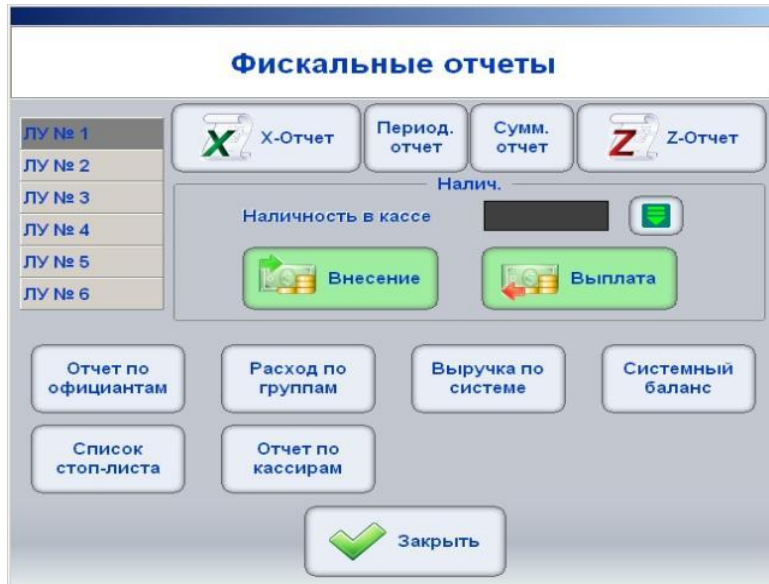 Фискальные отчеты
ЛУ № 1
ЛУ № 2
ЛУ № 3
ЛУ № 4
ЛУ № 5
ЛУ № 6
X X-Отчет
Период.
отчет
Сумм.
отчет
Z Z-Отчет
Налич.
Наличность в кассе
Внесение
Выплата
Отчет по
официантам
Расход по
группам
Выручка по
системе
Системный
баланс
Список
стоп-листа
Отчет по
кассирам
Закрыть